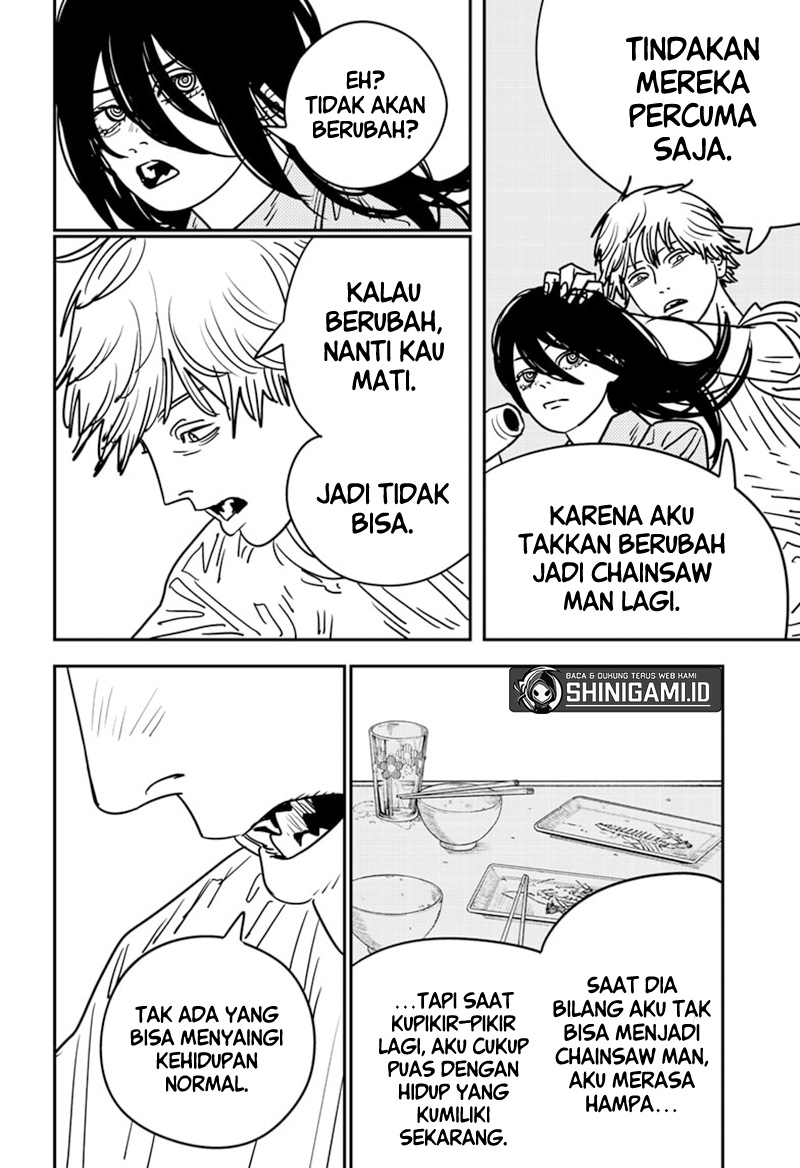 TINDAKAN
MEREKA
PERCUMA
SAJA.
KARENA AKU
TAKKAN BERUBAH
JADI CHAINSAW
MAN LAGI.
EH?
TIDAK AKAN
BERUBAH?
KALAU
BERUBAH,
NANTI KAU
MATI.
JADI TIDAK
BISA.
BACA & DUKUNG TERUS WEB KAMI
SHINIGAMI.ID
SAAT DIA
BILANG AKU TAK
BISA MENJADI
CHAINSAW MAN,
AKU MERASA
HAMPA...
...TAPI SAAT
KUPIKIR-PIKIR
LAGI, AKU CUKUP
PUAS DENGAN
HIDUP YANG
KUMILIKI
SEKARANG.
TAK ADA YANG
BISA MENYAINGI
KEHIDUPAN
NORMAL.